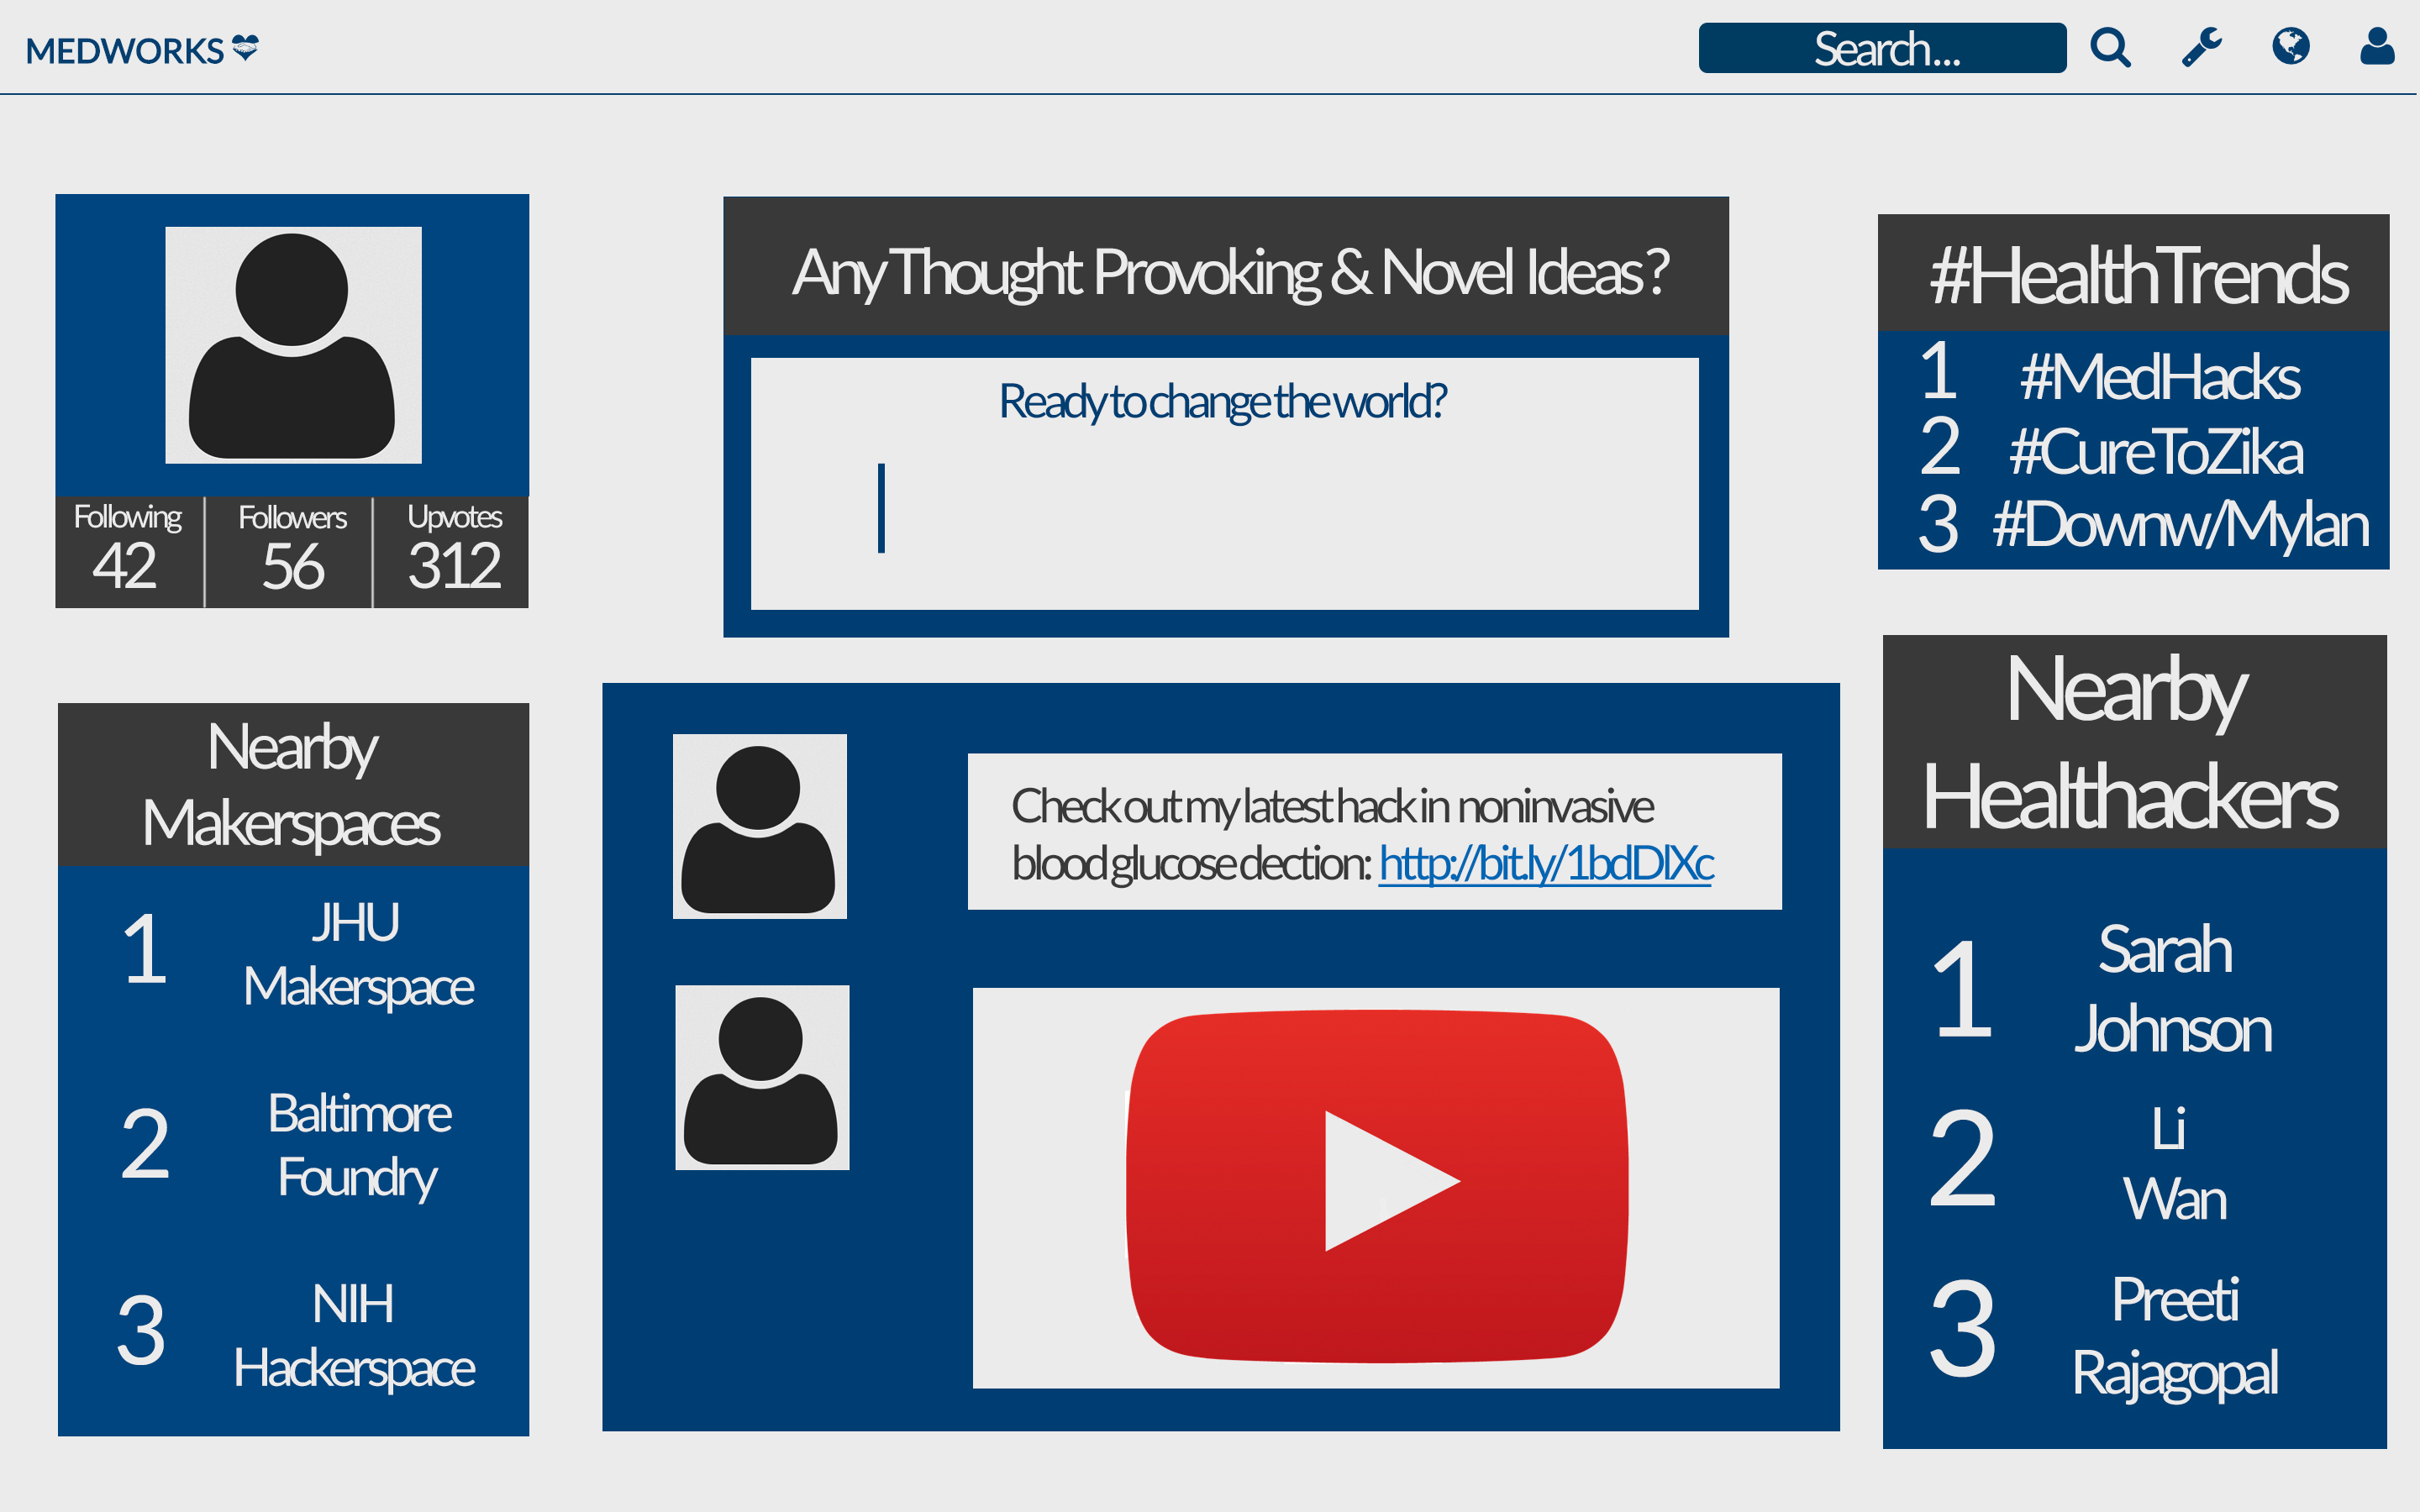 MEDWORKS
Search...
Following
42
Followers
56
Upvotes
312
Nearby
Makerspaces
1
JHU
Makerspace
2
Baltimore
Foundry
3
NIH
Hackerspace
Any Thought Provoking & Novel Ideas?
Ready to change the world?
Check out my latest hack in noninvasive
blood glucose dection: http://bit.ly/1bdDlXc
#HealthTrends
1 #MedHacks
2 #CureToZika
3 #Downw/Mylan
Nearby
Healthackers
1
Sarah
Johnson
2
Li
Wan
3
Preeti
Rajagopal